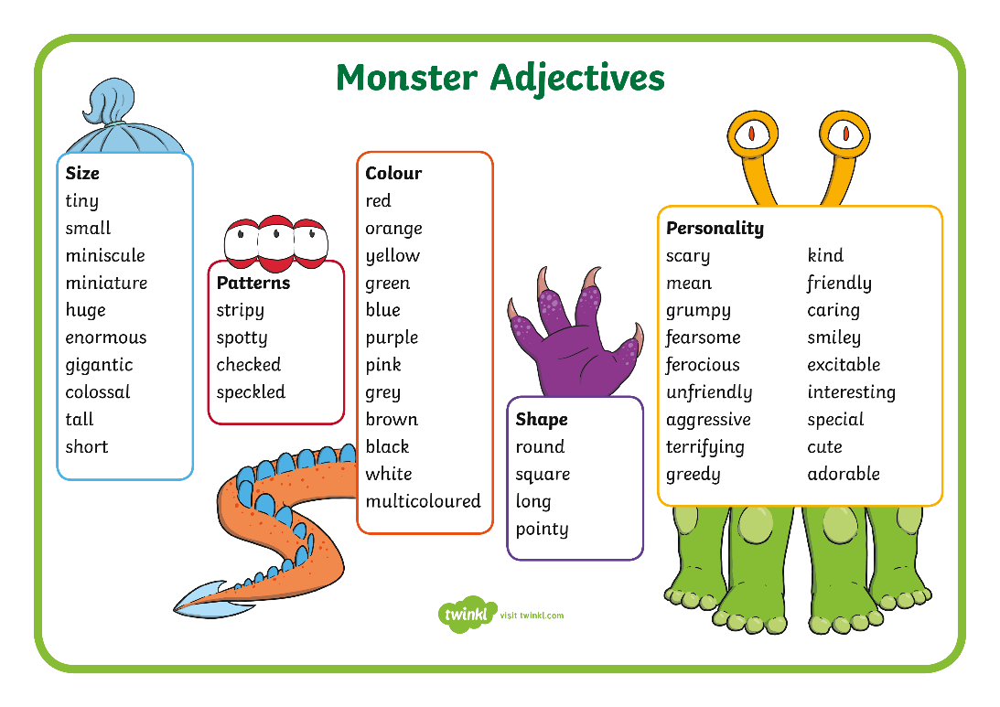 Monster Adjectives
Size
tiny
small
miniscule
miniature
huge
enormous
gigantic
colossal
tall
short
Patterns
stripy
spotty
checked
speckled
Colour
red
orange
yellow
green
blue
purple
pink
grey
brown
black
white
multicoloured
Shape
round
square
long
pointy
Personality
scary
mean
grumpy
fearsome
ferocious
unfriendly
aggressive
terrifying
greedy
kind
friendly
caring
smiley
excitable
interesting
special
cute
adorable
twinkl visit twinkl.com